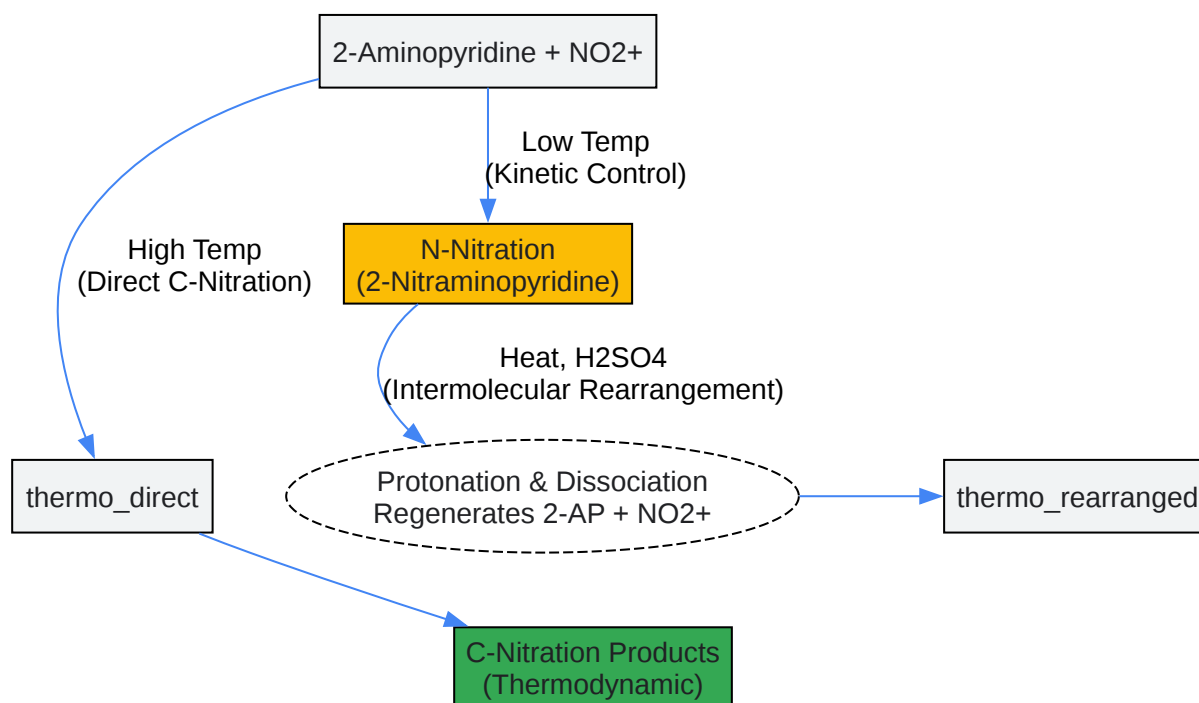 2-Aminopyridine + NO2+
Low Temp
(Kinetic Control)
High Temp
(Direct C-Nitration)
N-Nitration
(2-Nitraminopyridine)
Heat, H2SO4
(Intermolecular Rearrangement)
thermo_direct
Protonation & Dissociation
Regenerates 2-AP + NO2+
thermo_rearranged
C-Nitration Products
(Thermodynamic)